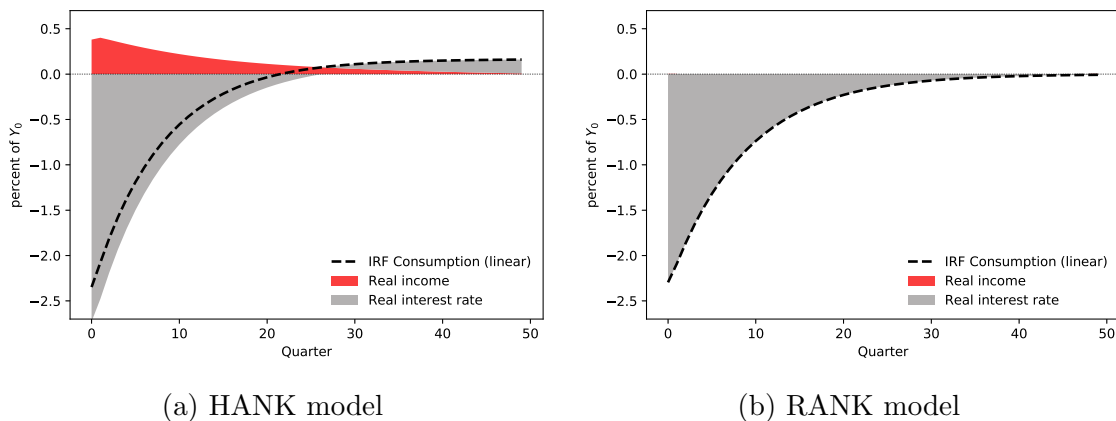 0.5
0.0
−0.5
−1.0
−1.5
−2.0
−2.5
percent of Y0
IRF Consumption (linear)
Real income
Real interest rate
0 10 20 30 40 50
Quarter
(a) HANK model
0.5
0.0
−0.5
−1.0
−1.5
−2.0
−2.5
percent of Y0
IRF Consumption (linear)
Real income
Real interest rate
0 10 20 30 40 50
Quarter
(b) RANK model